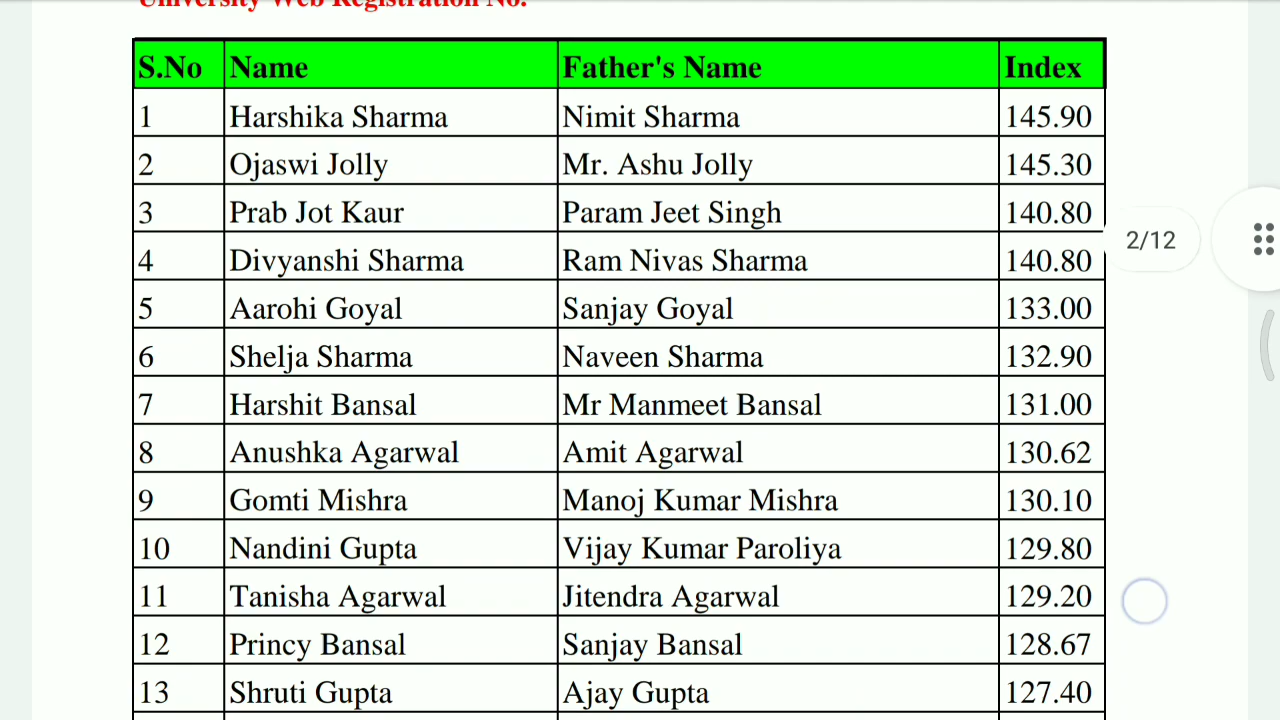 University Web Registration No.
S.No Name Father's Name Index
1 Harshika Sharma Nimit Sharma 145.90
2 Ojaswi Jolly Mr. Ashu Jolly 145.30
3 Prab Jot Kaur Param Jeet Singh 140.80
4 Divyanshi Sharma Ram Nivas Sharma 140.80
5 Aarohi Goyal Sanjay Goyal 133.00
6 Shelja Sharma Naveen Sharma 132.90
7 Harshit Bansal Mr Manmeet Bansal 131.00
8 Anushka Agarwal Amit Agarwal 130.62
9 Gomti Mishra Manoj Kumar Mishra 130.10
10 Nandini Gupta Vijay Kumar Paroliya 129.80
11 Tanisha Agarwal Jitendra Agarwal 129.20
12 Princy Bansal Sanjay Bansal 128.67
13 Shruti Gupta Ajay Gupta 127.40
2/12